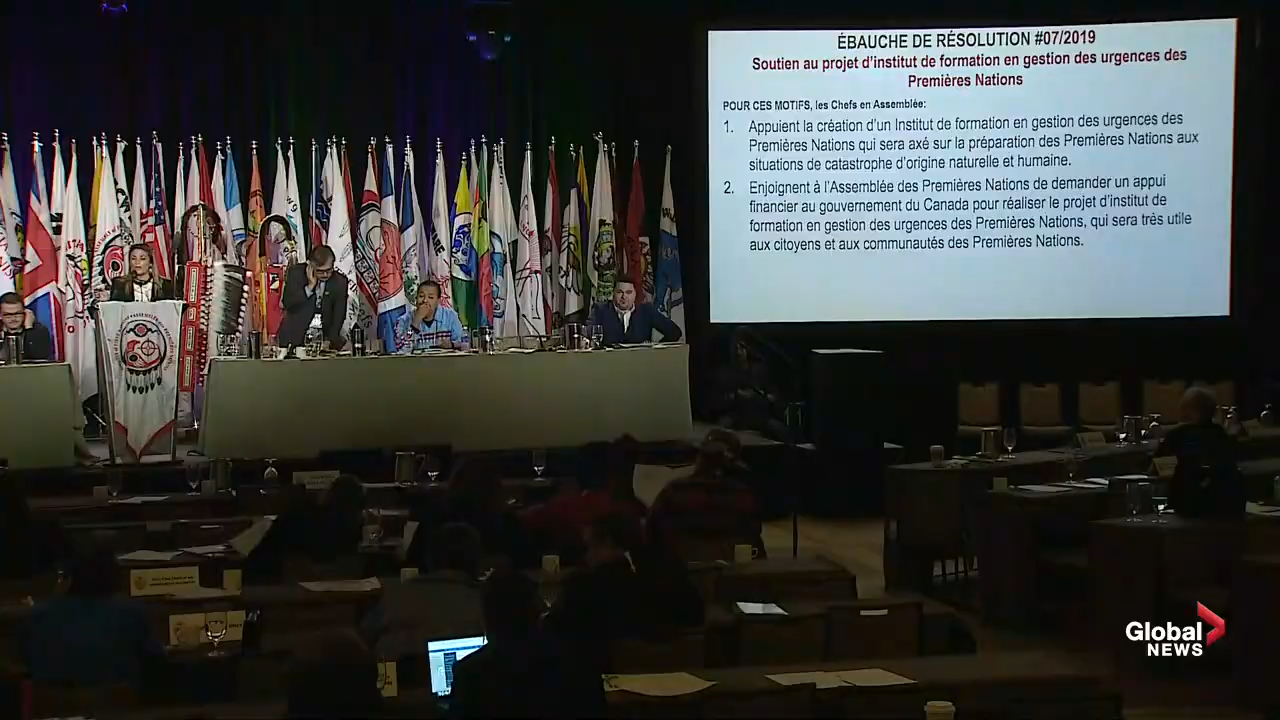 ÉBAUCHE DE RÉSOLUTION #07/2019
Soutien au projet d'institut de formation en gestion des urgences des
Premières Nations
POUR CES MOTIFS, les Chefs en Assemblée:
1. Appuient la création d'un Institut de formation en gestion des urgences des
Premières Nations qui sera axé sur la préparation des Premières Nations aux
situations de catastrophe d'origine naturelle et humaine.
2. Enjoignent à l'Assemblée des Premières Nations de demander un appui
financier au gouvernement du Canada pour réaliser le projet d'institut de
formation en gestion des urgences des Premières Nations, qui sera très utile
aux citoyens et aux communautés des Premières Nations.
Global
NEWS